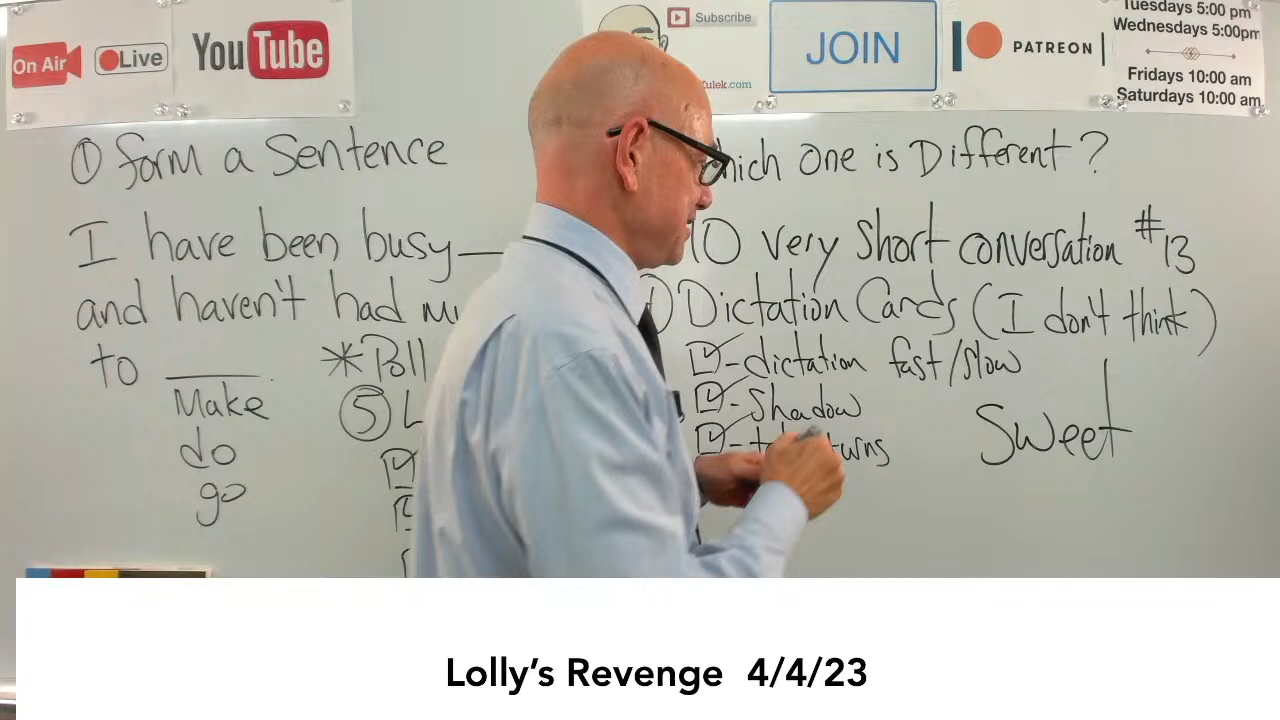 On Air
Live
YouTube
Subscribe
Kulek.com
JOIN
PATREON
Tuesdays 5:00 pm
Wednesdays 5:00pm
Fridays 10:00 am
Saturdays 10:00 am
① form a Sentence
I have been busy
and haven't had
to
Make
do
go
*Poll
⑤ L
One is Different?
10 very Short conversation #13
Dictation Cards (I don't think)
- dictation fast/slow
- Shadow
Sweet
Lolly's Revenge 4/4/23